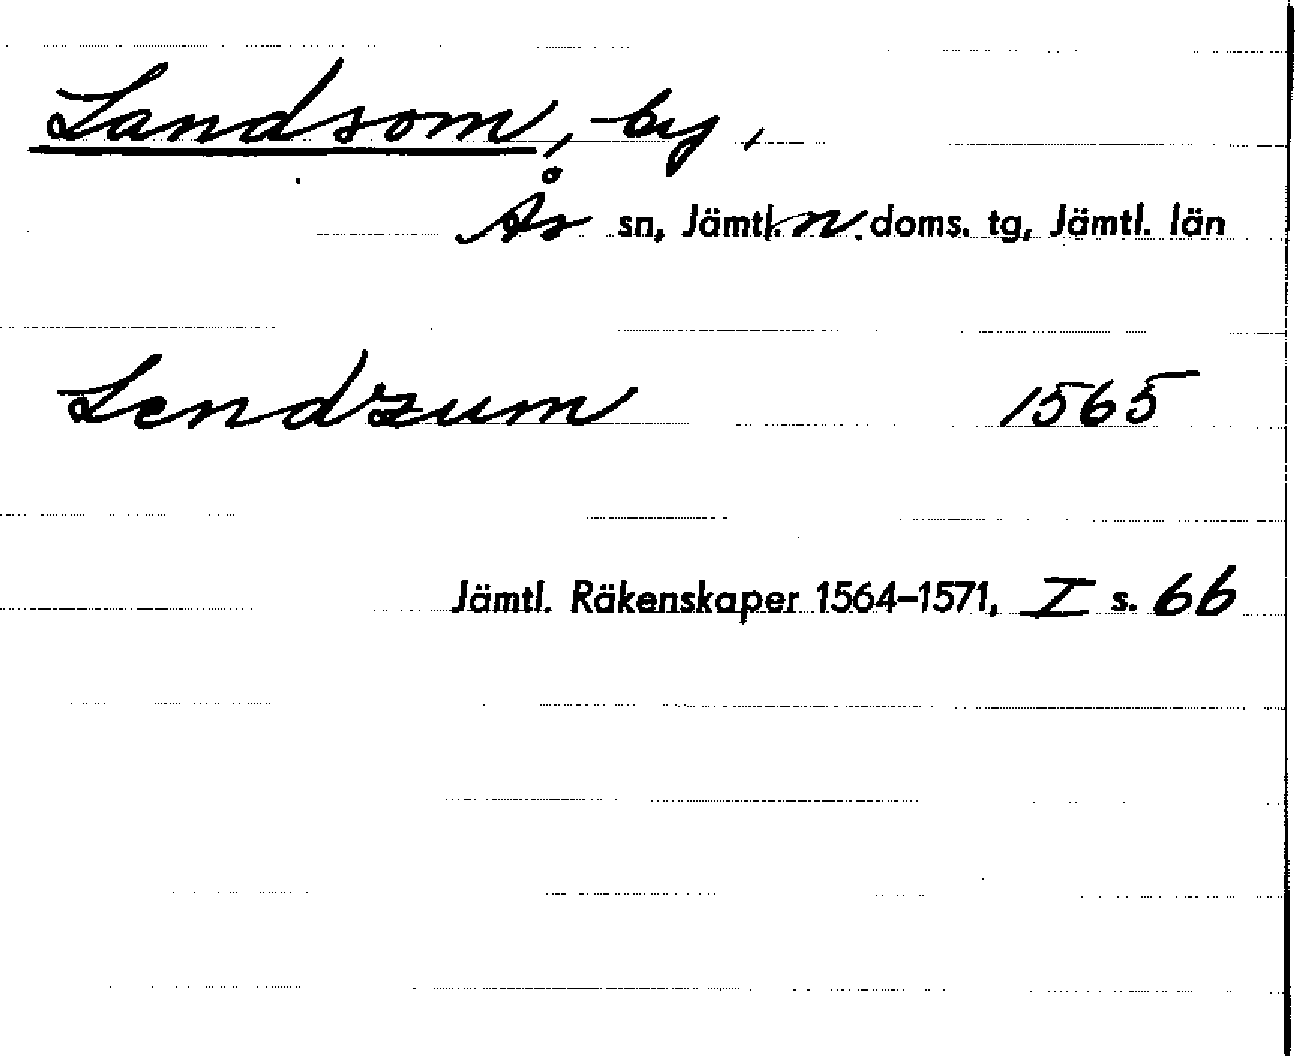 Landsom, by,
Ås sn, Jämtl. n. doms. tg, Jämtl. län
Lendzum 1565
Jämtl. Räkenskaper 1564–1571, I s. 66